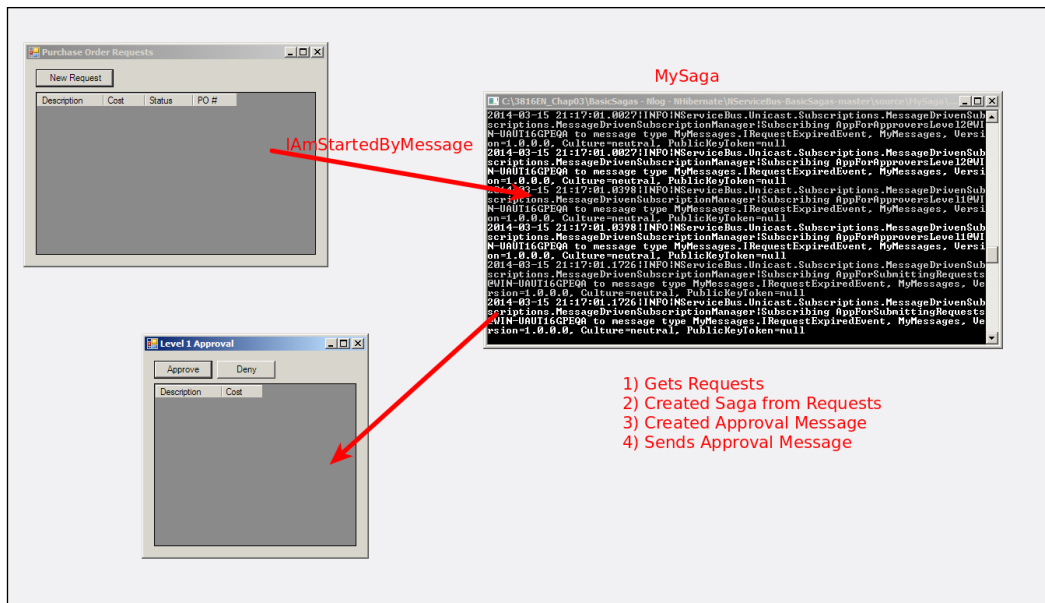 Purchase Order Requests
New Request
Description Cost Status PO #
MySaga
IAmStartedByMessage
C:\3816EN_Chap03\BasicSagas - Nlog - NHibernate\NServiceBus-BasicSagas-master\source\MySaga\...
2014-03-15 21:17:01.0027|INFO|NServiceBus.Unicast.Subscriptions.MessageDrivenSub
scriptions.MessageDrivenSubscriptionManager|Subscribing AppForApproversLevel2@WI
N-UAUT16GPEQA to message type MyMessages.IRequestExpiredEvent, MyMessages, Versi
on=1.0.0.0, Culture=neutral, PublicKeyToken=null
2014-03-15 21:17:01.0027|INFO|NServiceBus.Unicast.Subscriptions.MessageDrivenSub
scriptions.MessageDrivenSubscriptionManager|Subscribing AppForApproversLevel2@WI
N-UAUT16GPEQA to message type MyMessages.IRequestExpiredEvent, MyMessages, Versi
on=1.0.0.0, Culture=neutral, PublicKeyToken=null
2014-03-15 21:17:01.0398|INFO|NServiceBus.Unicast.Subscriptions.MessageDrivenSub
scriptions.MessageDrivenSubscriptionManager|Subscribing AppForApproversLevel1@WI
N-UAUT16GPEQA to message type MyMessages.IRequestExpiredEvent, MyMessages, Versi
on=1.0.0.0, Culture=neutral, PublicKeyToken=null
2014-03-15 21:17:01.0398|INFO|NServiceBus.Unicast.Subscriptions.MessageDrivenSub
scriptions.MessageDrivenSubscriptionManager|Subscribing AppForApproversLevel1@WI
N-UAUT16GPEQA to message type MyMessages.IRequestExpiredEvent, MyMessages, Versi
on=1.0.0.0, Culture=neutral, PublicKeyToken=null
2014-03-15 21:17:01.1726|INFO|NServiceBus.Unicast.Subscriptions.MessageDrivenSub
scriptions.MessageDrivenSubscriptionManager|Subscribing AppForSubmittingRequests
@WIN-UAUT16GPEQA to message type MyMessages.IRequestExpiredEvent, MyMessages, Ve
rsion=1.0.0.0, Culture=neutral, PublicKeyToken=null
2014-03-15 21:17:01.1726|INFO|NServiceBus.Unicast.Subscriptions.MessageDrivenSub
scriptions.MessageDrivenSubscriptionManager|Subscribing AppForSubmittingRequests
@WIN-UAUT16GPEQA to message type MyMessages.IRequestExpiredEvent, MyMessages, Ve
rsion=1.0.0.0, Culture=neutral, PublicKeyToken=null
Level 1 Approval
Approve Deny
Description Cost
1) Gets Requests
2) Created Saga from Requests
3) Created Approval Message
4) Sends Approval Message